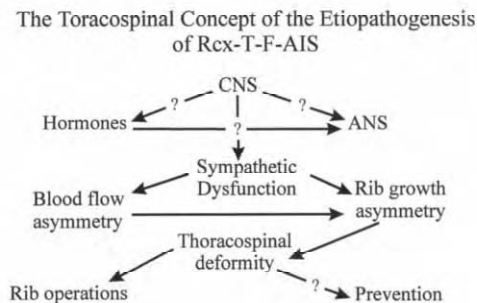 The Toracospinal Concept of the Etiopathogenesis
of Rcx-T-F-AIS
CNS
? ?
Hormones ? ANS
Sympathetic
Dysfunction
Blood flow
asymmetry
Rib growth
asymmetry
Thoracospinal
deformity
?
Rib operations Prevention